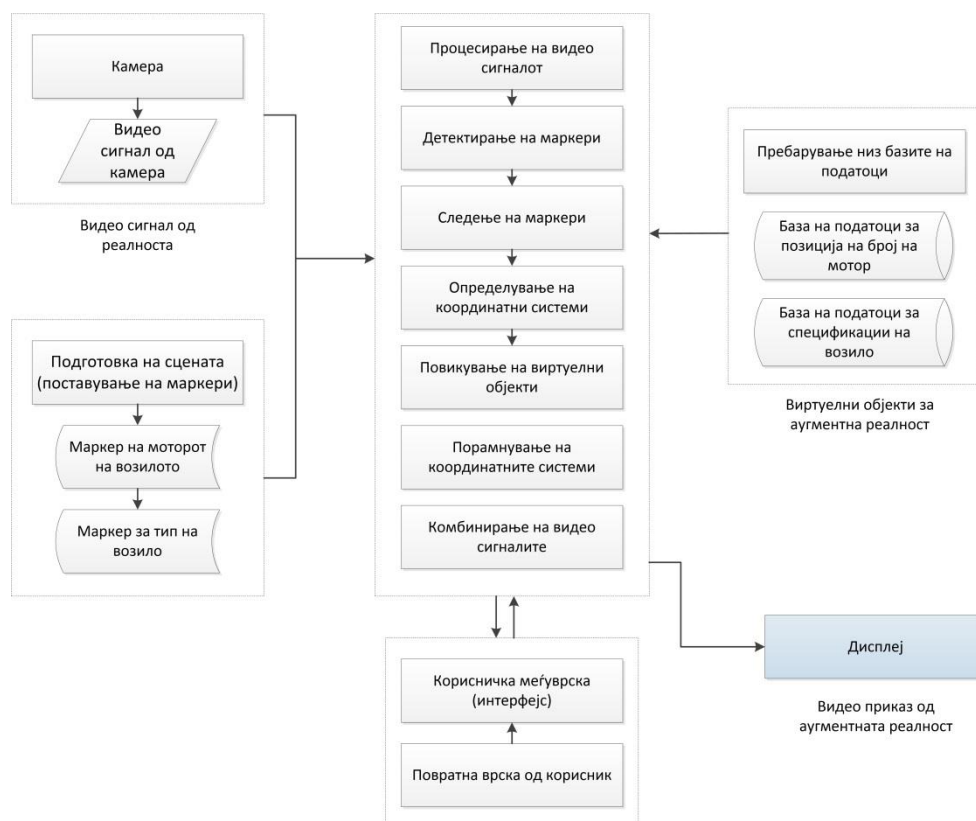 Камера
Видео
сигнал од
камера
Видео сигнал од
реалноста
Подготовка на сцената
(поставување на маркери)
Маркер на моторот
на возилото
Маркер за тип на
возило
Процесирање на видео
сигналот
Детектирање на маркери
Следење на маркери
Определување на
координатни системи
Повикување на виртуелни
објекти
Порамнување на
координатните системи
Комбинирање на видео
сигналите
Корисничка меѓуврска
(интерфејс)
Повратна врска од корисник
Пребарување низ базите на
податоци
База на податоци за
позиција на број на
мотор
База на податоци за
спецификации на
возило
Виртуелни објекти за
аугментна реалност
Дисплеј
Видео приказ од
аугментната реалност